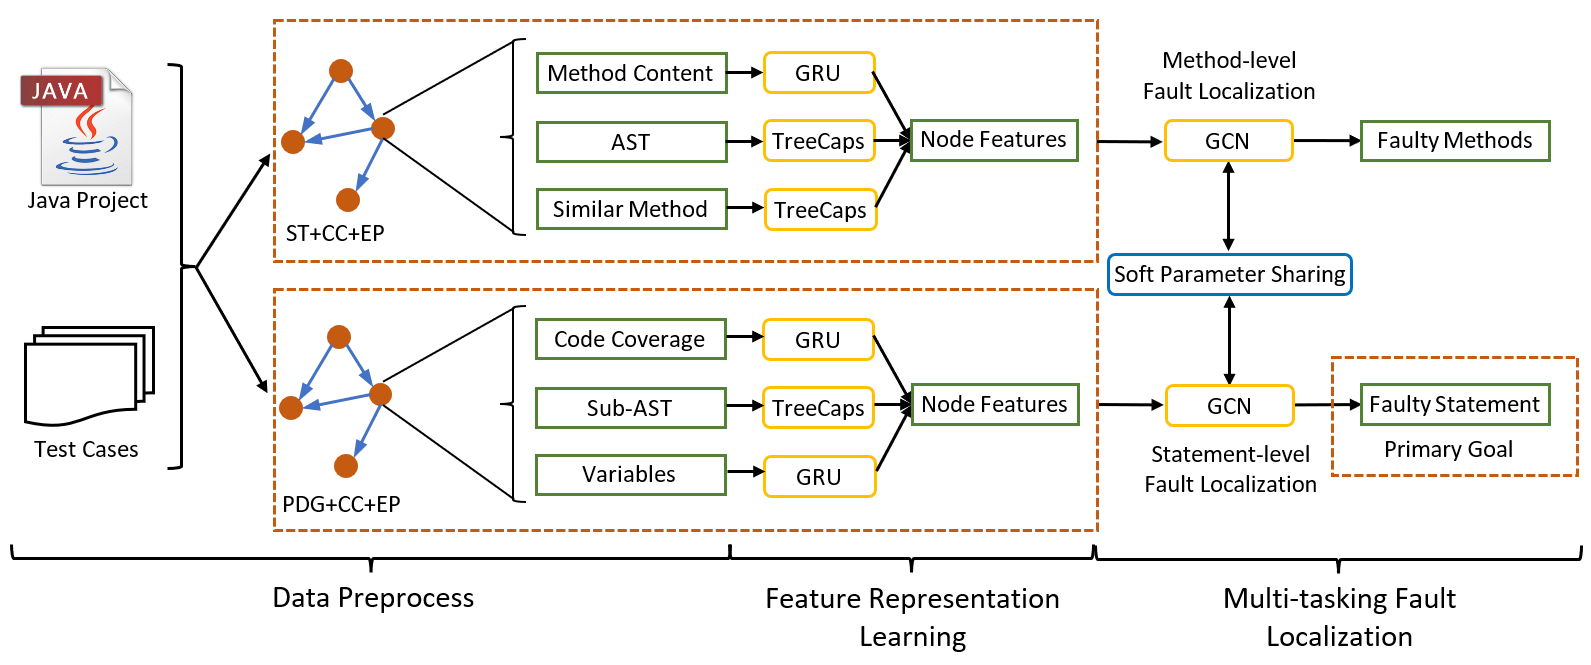 JAVA
Java Project
Test Cases
ST+CC+EP
Method Content
GRU
AST
TreeCaps
Similar Method
TreeCaps
Node Features
PDG+CC+EP
Code Coverage
GRU
Sub-AST
TreeCaps
Variables
GRU
Node Features
Method-level
Fault Localization
GCN
Faulty Methods
Soft Parameter Sharing
GCN
Statement-level
Fault Localization
Faulty Statement
Primary Goal
Data Preprocess
Feature Representation
Learning
Multi-tasking Fault
Localization